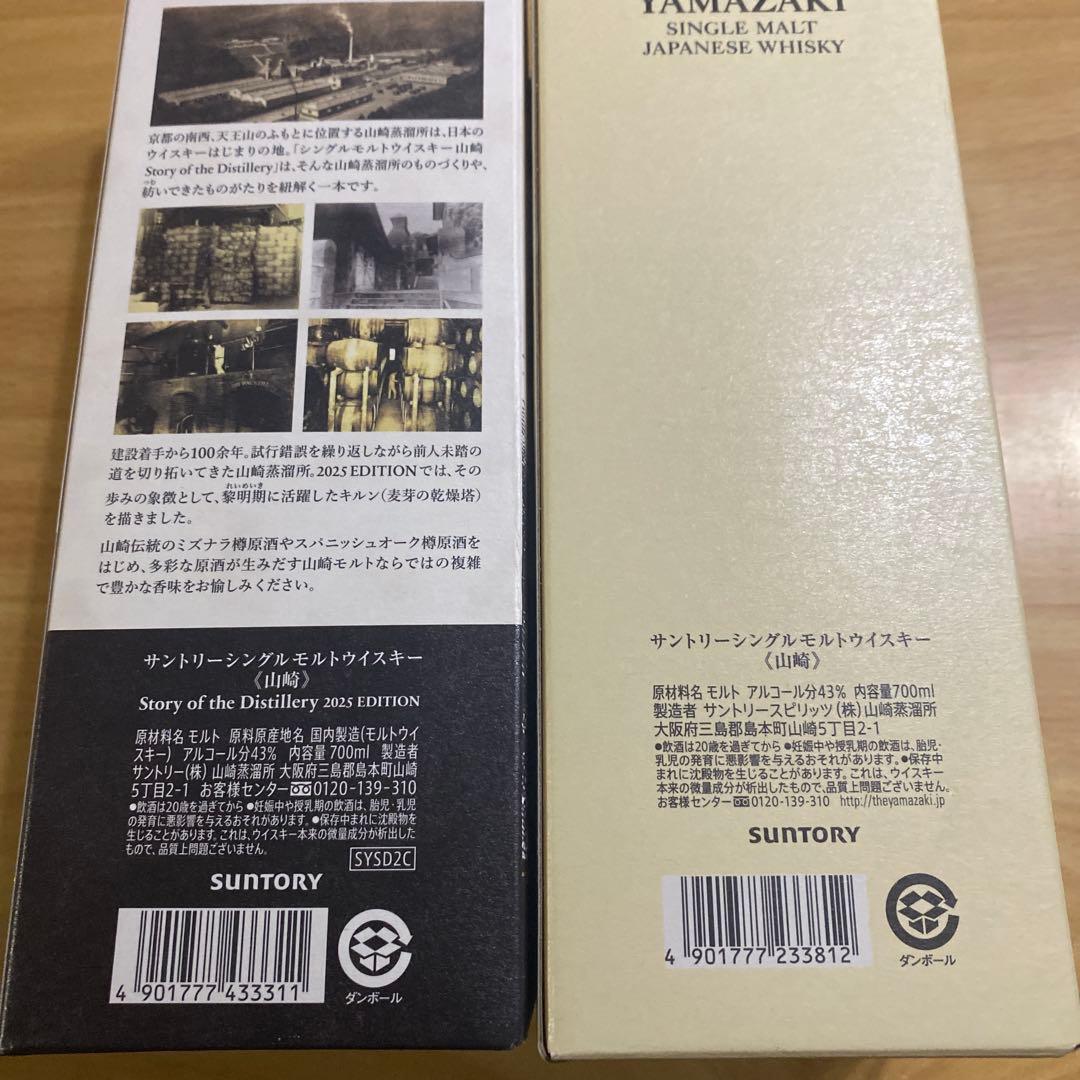 京都の南西、天王山のふもとに位置する山崎蒸溜所は、日本の
ウイスキーはじまりの地。「シングルモルトウイスキー山崎
Story of the Distillery」は、そんな山崎蒸溜所のものづくりや、
つむ
紡いできたものがたりを紐解く一本です。
建設着手から100余年。試行錯誤を繰り返しながら前人未踏の
道を切り拓いてきた山崎蒸溜所。2025 EDITIONでは、その
れいめいき
歩みの象徴として、黎明期に活躍したキルン（麦芽の乾燥塔）
を描きました。
山崎伝統のミズナラ樽原酒やスパニッシュオーク樽原酒を
はじめ、多彩な原酒が生みだす山崎モルトならではの複雑
で豊かな香味をお愉しみください。
サントリーシングルモルトウイスキー
《山崎》
Story of the Distillery 2025 EDITION
原材料名 モルト 原料原産地名 国内製造(モルトウイ
スキー) アルコール分43% 内容量 700ml 製造者
サントリー(株) 山崎蒸溜所 大阪府三島郡島本町山崎
5丁目2-1 お客様センター 0120-139-310
●飲酒は20歳を過ぎてから ●妊娠中や授乳期の飲酒は、胎児・乳児
の発育に悪影響を与えるおそれがあります。●保存中まれに沈殿物を
生じることがあります。これは、ウイスキー本来の微量成分が析出した
もので、品質上問題ございません。
SYSD2C
SUNTORY
4 901777 433311
ダンボール
YAMAZAKI
SINGLE MALT
JAPANESE WHISKY
サントリーシングルモルトウイスキー
《山崎》
原材料名 モルト アルコール分43% 内容量700ml
製造者 サントリースピリッツ(株)山崎蒸溜所
大阪府三島郡島本町山崎5丁目2-1
●飲酒は20歳を過ぎてから ●妊娠中や授乳期の飲酒は、胎児・
乳児の発育に悪影響を与えるおそれがあります。●保存中
まれに沈殿物を生じることがあります。これは、ウイスキー
本来の微量成分が析出したもので、品質上問題ございません。
お客様センター 0120-139-310 http://theyamazaki.jp
SUNTORY
4 901777 233812
ダンボール